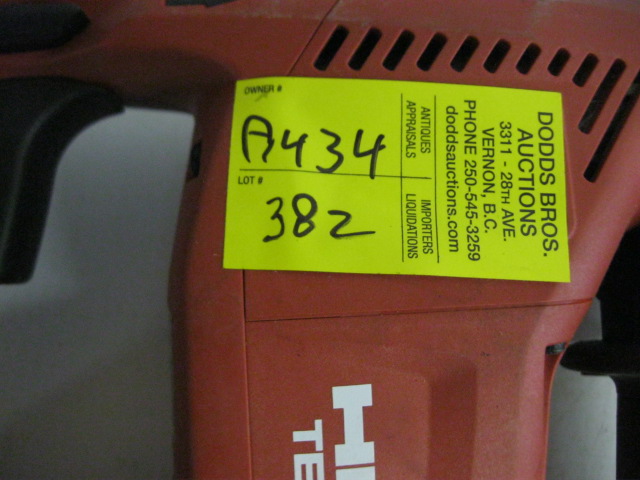 OWNER #
A434
LOT #
382
ANTIQUES
APPRAISALS
IMPORTERS
LIQUIDATIONS
DODDS BROS.
AUCTIONS
3311 - 28TH AVE.
VERNON, B.C.
PHONE 250-545-3259
doddsauctions.com
HI
TE